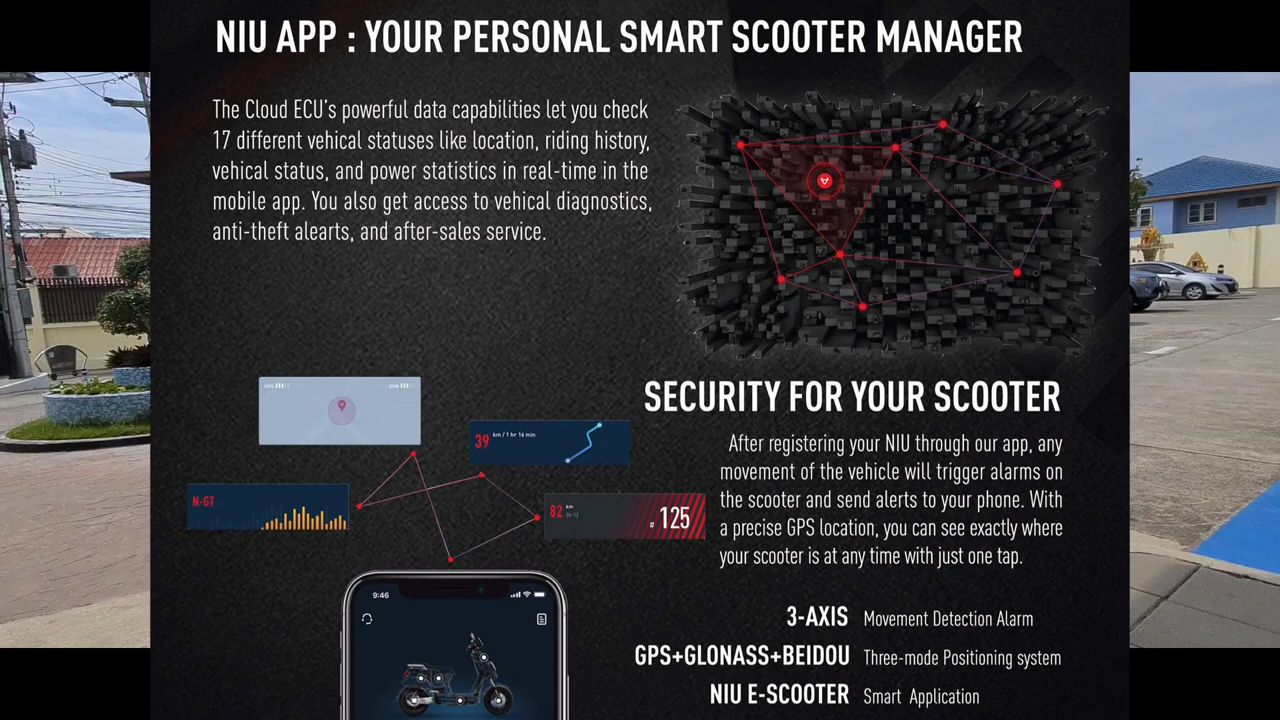 NIU APP : YOUR PERSONAL SMART SCOOTER MANAGER
The Cloud ECU's powerful data capabilities let you check
17 different vehical statuses like location, riding history,
vehical status, and power statistics in real-time in the
mobile app. You also get access to vehical diagnostics,
anti-theft alearts, and after-sales service.
GPS
GSM
39 km / 1 hr 16 min
N-GT
82 km
06-12
# 125
SECURITY FOR YOUR SCOOTER
After registering your NIU through our app, any
movement of the vehicle will trigger alarms on
the scooter and send alerts to your phone. With
a precise GPS location, you can see exactly where
your scooter is at any time with just one tap.
9:46
3-AXIS Movement Detection Alarm
GPS+GLONASS+BEIDOU Three-mode Positioning system
NIU E-SCOOTER Smart Application